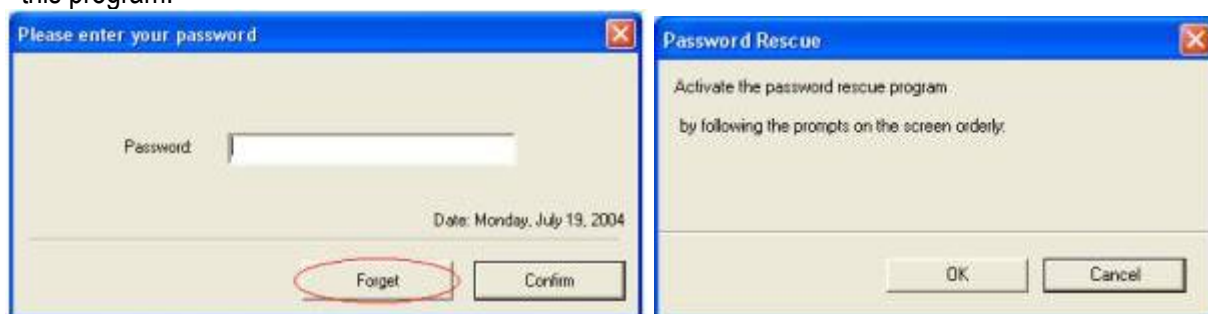 this program.
Please enter your password
Password:
Date: Monday, July 19, 2004
Forget
Confirm
Password Rescue
Activate the password rescue program
by following the prompts on the screen orderly:
OK
Cancel